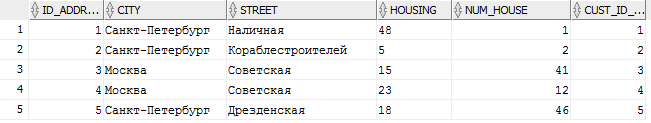 ID_ADDR... CITY STREET HOUSING NUM_HOUSE CUST_ID_...
1 1 Санкт-Петербург Наличная 48 1 1
2 2 Санкт-Петербург Кораблестроителей 5 2 2
3 3 Москва Советская 15 41 3
4 4 Москва Советская 23 12 4
5 5 Санкт-Петербург Дрезденская 18 46 5